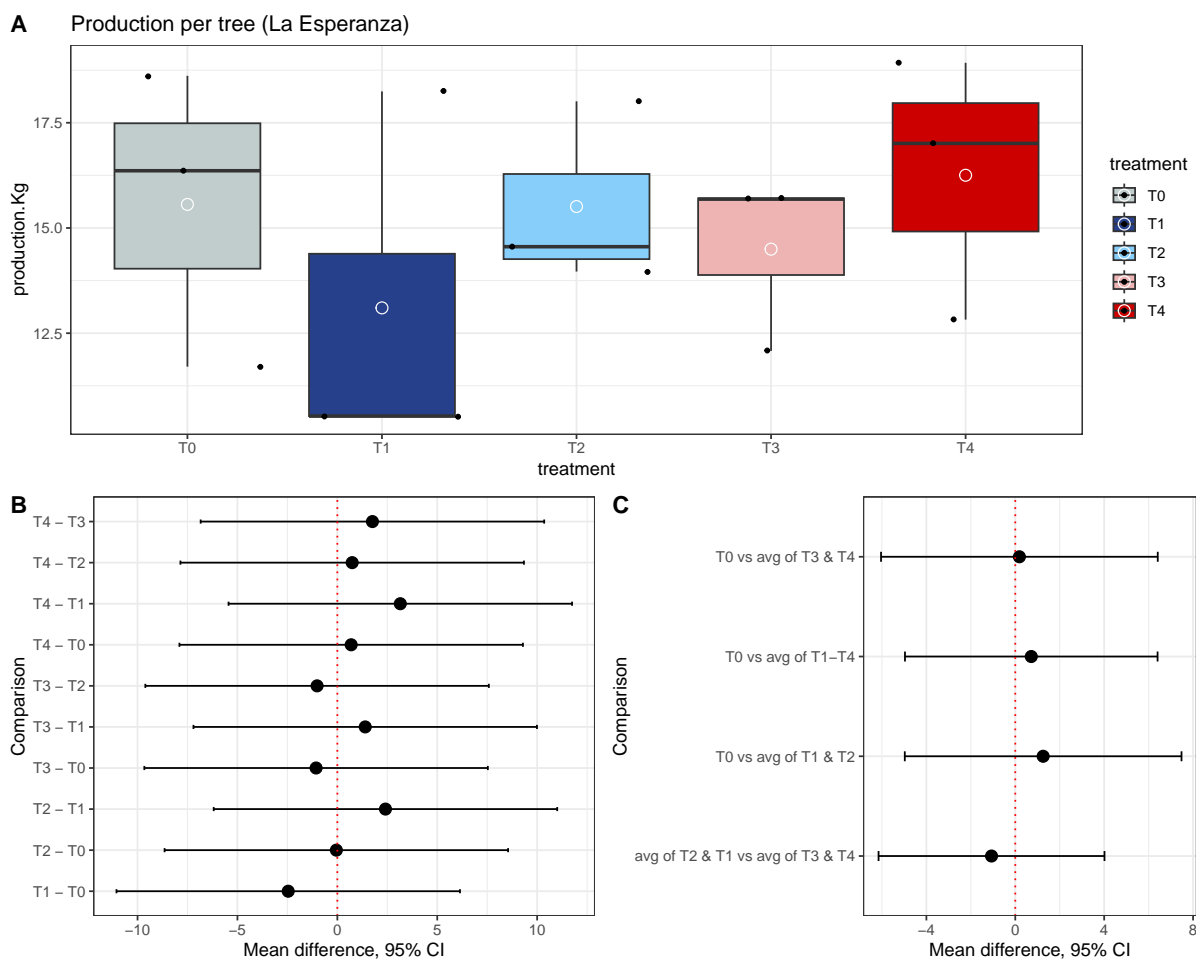 A
Production per tree (La Esperanza)
production.Kg
17.5
15.0
12.5
T0 T1 T2 T3 T4
treatment
treatment
T0
T1
T2
T3
T4
B
Comparison
T4 − T3
T4 − T2
T4 − T1
T4 − T0
T3 − T2
T3 − T1
T3 − T0
T2 − T1
T2 − T0
T1 − T0
−10 −5 0 5 10
Mean difference, 95% CI
C
Comparison
T0 vs avg of T3 & T4
T0 vs avg of T1−T4
T0 vs avg of T1 & T2
avg of T2 & T1 vs avg of T3 & T4
−4 0 4 8
Mean difference, 95% CI